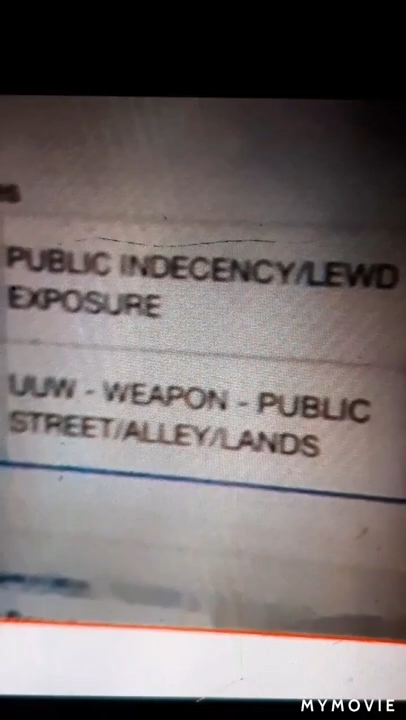 PUBLIC INDECENCY/LEWD
EXPOSURE
UUW - WEAPON - PUBLIC
STREET/ALLEY/LANDS
MYMOVIE